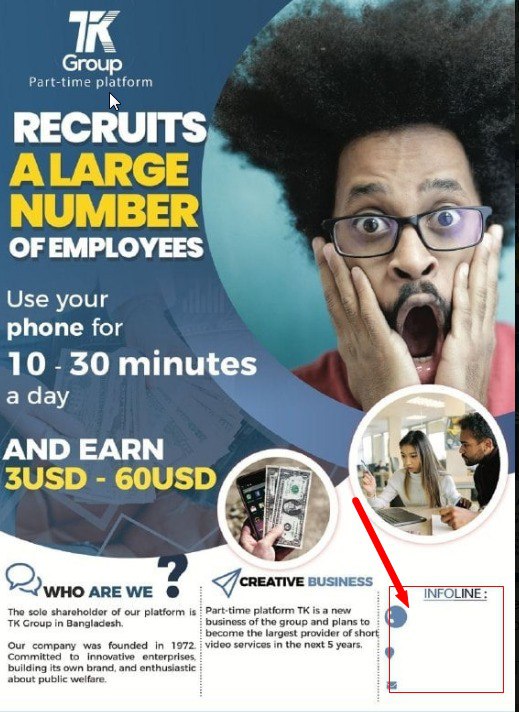 TK
Group
Part-time platform
RECRUITS
A LARGE
NUMBER
OF EMPLOYEES
Use your
phone for
10 - 30 minutes
a day
AND EARN
3USD - 60USD
WHO ARE WE ?
The sole shareholder of our platform is
TK Group in Bangladesh.
Our company was founded in 1972.
Committed to innovative enterprises,
building its own brand, and enthusiastic
about public welfare.
CREATIVE BUSINESS
Part-time platform TK is a new
business of the group and plans to
become the largest provider of short
video services in the next 5 years.
INFOLINE :